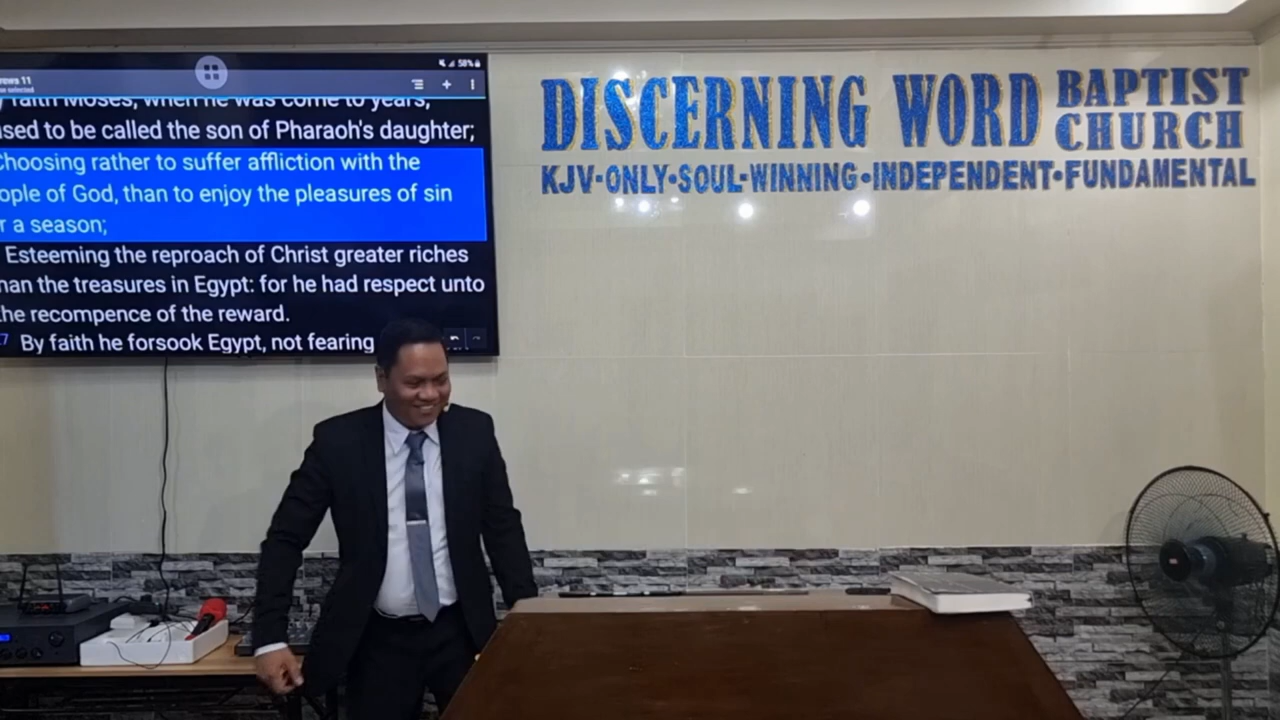 58%
11
selected
Moses, when he was come to years,
to be called the son of Pharaoh's daughter;
rather to suffer affliction with the
of God, than to enjoy the pleasures of sin
a season;
Esteeming the reproach of Christ greater riches
the treasures in Egypt: for he had respect unto
recompence of the reward.
By faith he forsook Egypt, not fearing
DISCERNING WORD BAPTIST CHURCH
KJV-ONLY•SOUL-WINNING•INDEPENDENT•FUNDAMENTAL